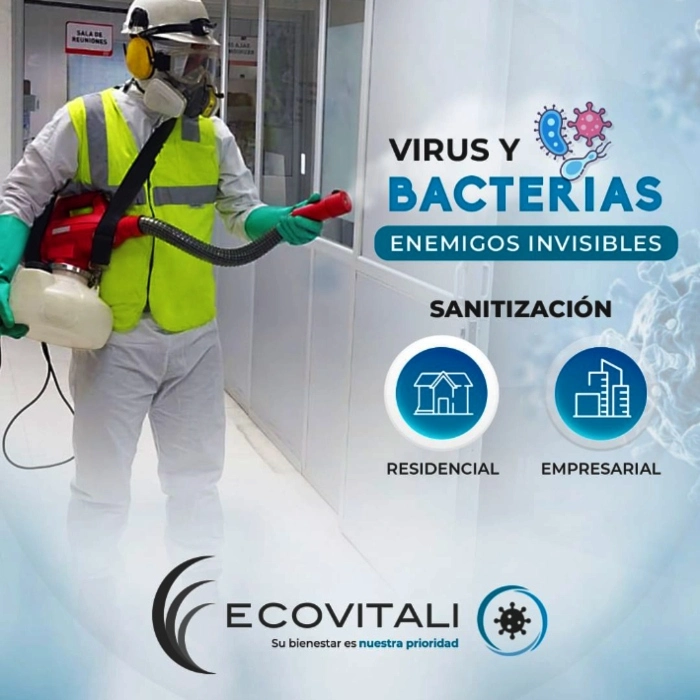 SALA DE
REUNIONES
VIRUS Y
BACTERIAS
ENEMIGOS INVISIBLES
SANITIZACIÓN
RESIDENCIAL
EMPRESARIAL
ECOVITALI
Su bienestar es nuestra prioridad